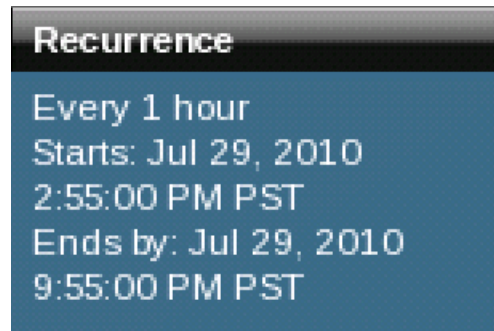 Recurrence
Every 1 hour
Starts: Jul 29, 2010
2:55:00 PM PST
Ends by: Jul 29, 2010
9:55:00 PM PST